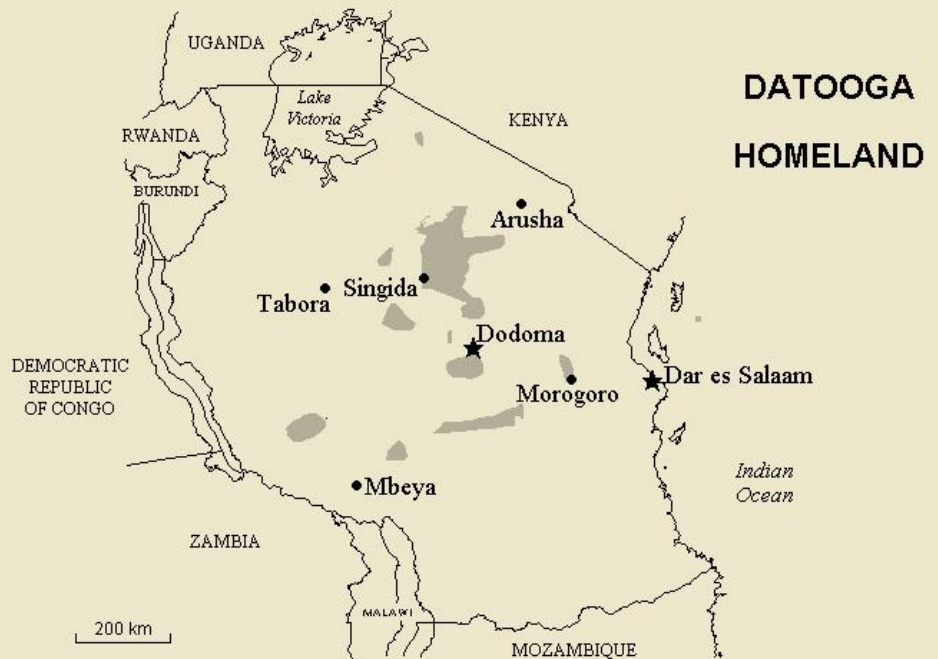 UGANDA
DATOOGA
HOMELAND
Lake
Victoria
KENYA
RWANDA
BURUNDI
Arusha
Singida
Tabora
Dodoma
DEMOCRATIC
REPUBLIC
OF CONGO
Morogoro
Dar es Salaam
Indian
Ocean
Mbeya
ZAMBIA
MALAWI
200 km
MOZAMBIQUE